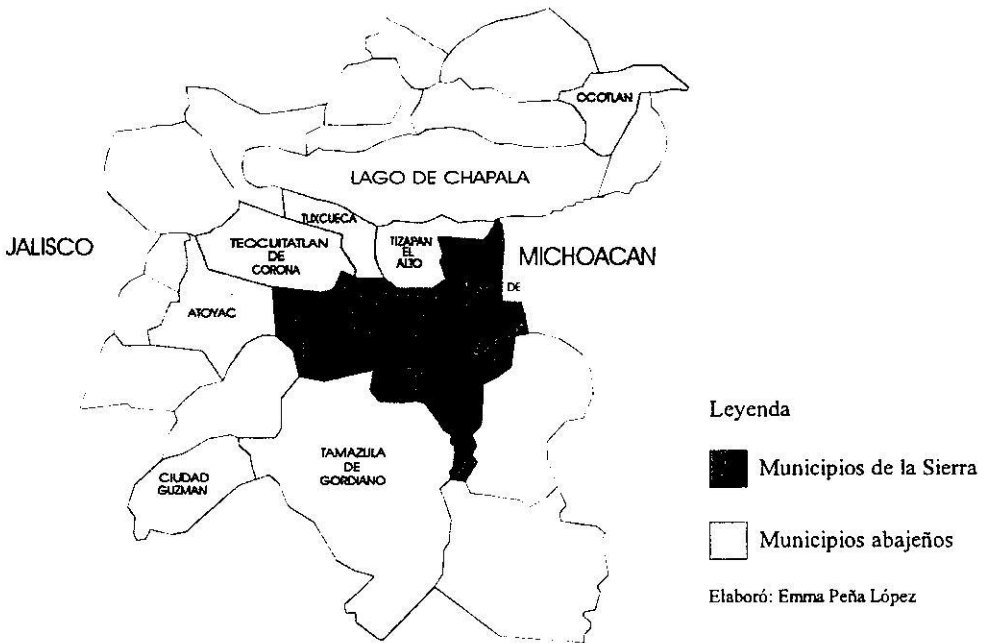 OCOTLAN
LAGO DE CHAPALA
TUXCUECA
JALISCO
TEOCUITATLAN
DE
CORONA
TIZAPAN
EL
ALTO
MICHOACAN
DE
ATOYAC
TAMAZULA
DE
GORDIANO
CIUDAD
GUZMAN
Leyenda
Municipios de la Sierra
Municipios abajeños
Elaboró: Emma Peña López